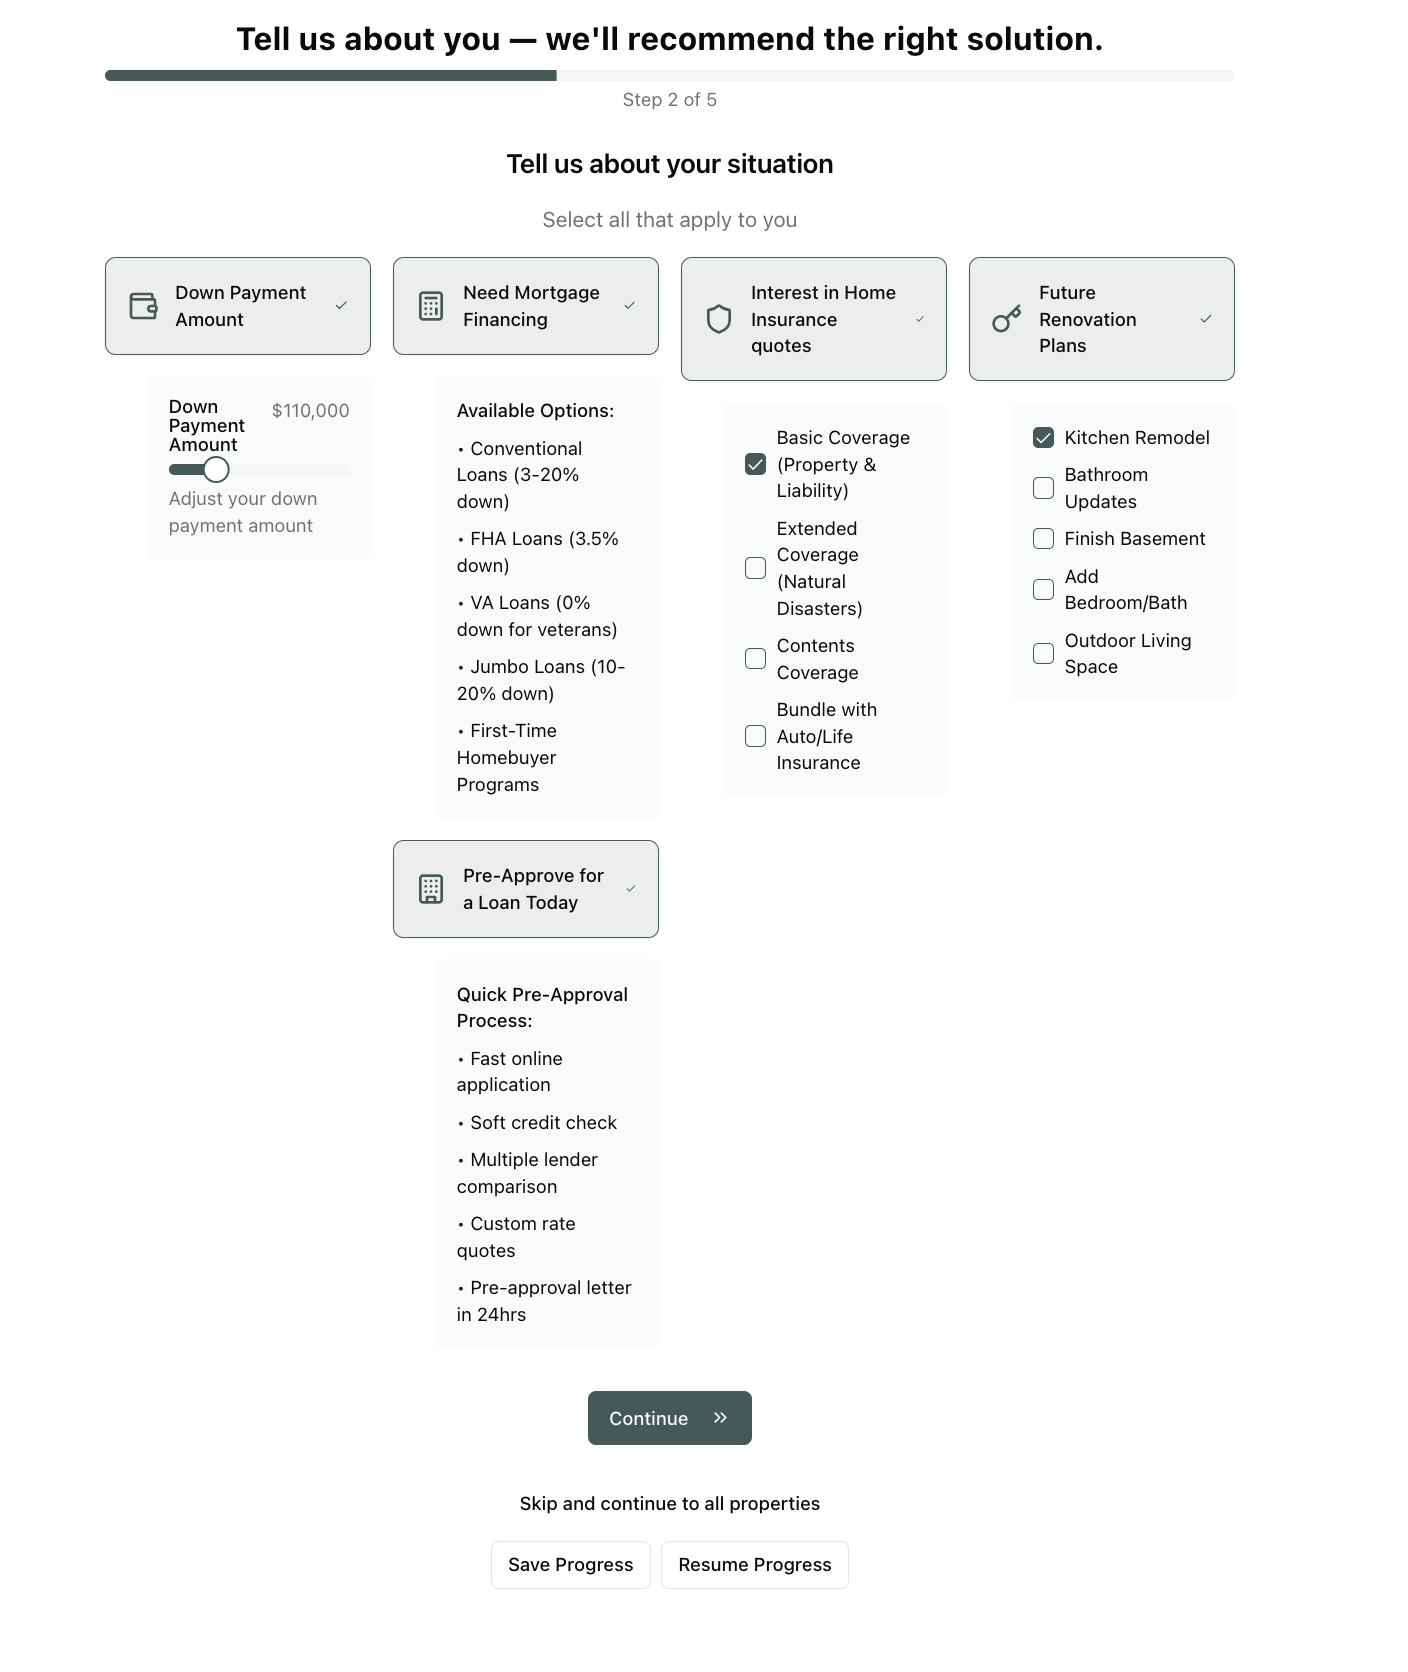 Tell us about you — we'll recommend the right solution.
Step 2 of 5
Tell us about your situation
Select all that apply to you
Down Payment
Amount
Down
Payment
Amount
$110,000
Adjust your down
payment amount
Need Mortgage
Financing
Available Options:
• Conventional
Loans (3-20%
down)
• FHA Loans (3.5%
down)
• VA Loans (0%
down for veterans)
• Jumbo Loans (10-
20% down)
• First-Time
Homebuyer
Programs
Pre-Approve for
a Loan Today
Quick Pre-Approval
Process:
• Fast online
application
• Soft credit check
• Multiple lender
comparison
• Custom rate
quotes
• Pre-approval letter
in 24hrs
Interest in Home
Insurance
quotes
Basic Coverage
(Property &
Liability)
Extended
Coverage
(Natural
Disasters)
Contents
Coverage
Bundle with
Auto/Life
Insurance
Future
Renovation
Plans
Kitchen Remodel
Bathroom
Updates
Finish Basement
Add
Bedroom/Bath
Outdoor Living
Space
Continue
Skip and continue to all properties
Save Progress
Resume Progress